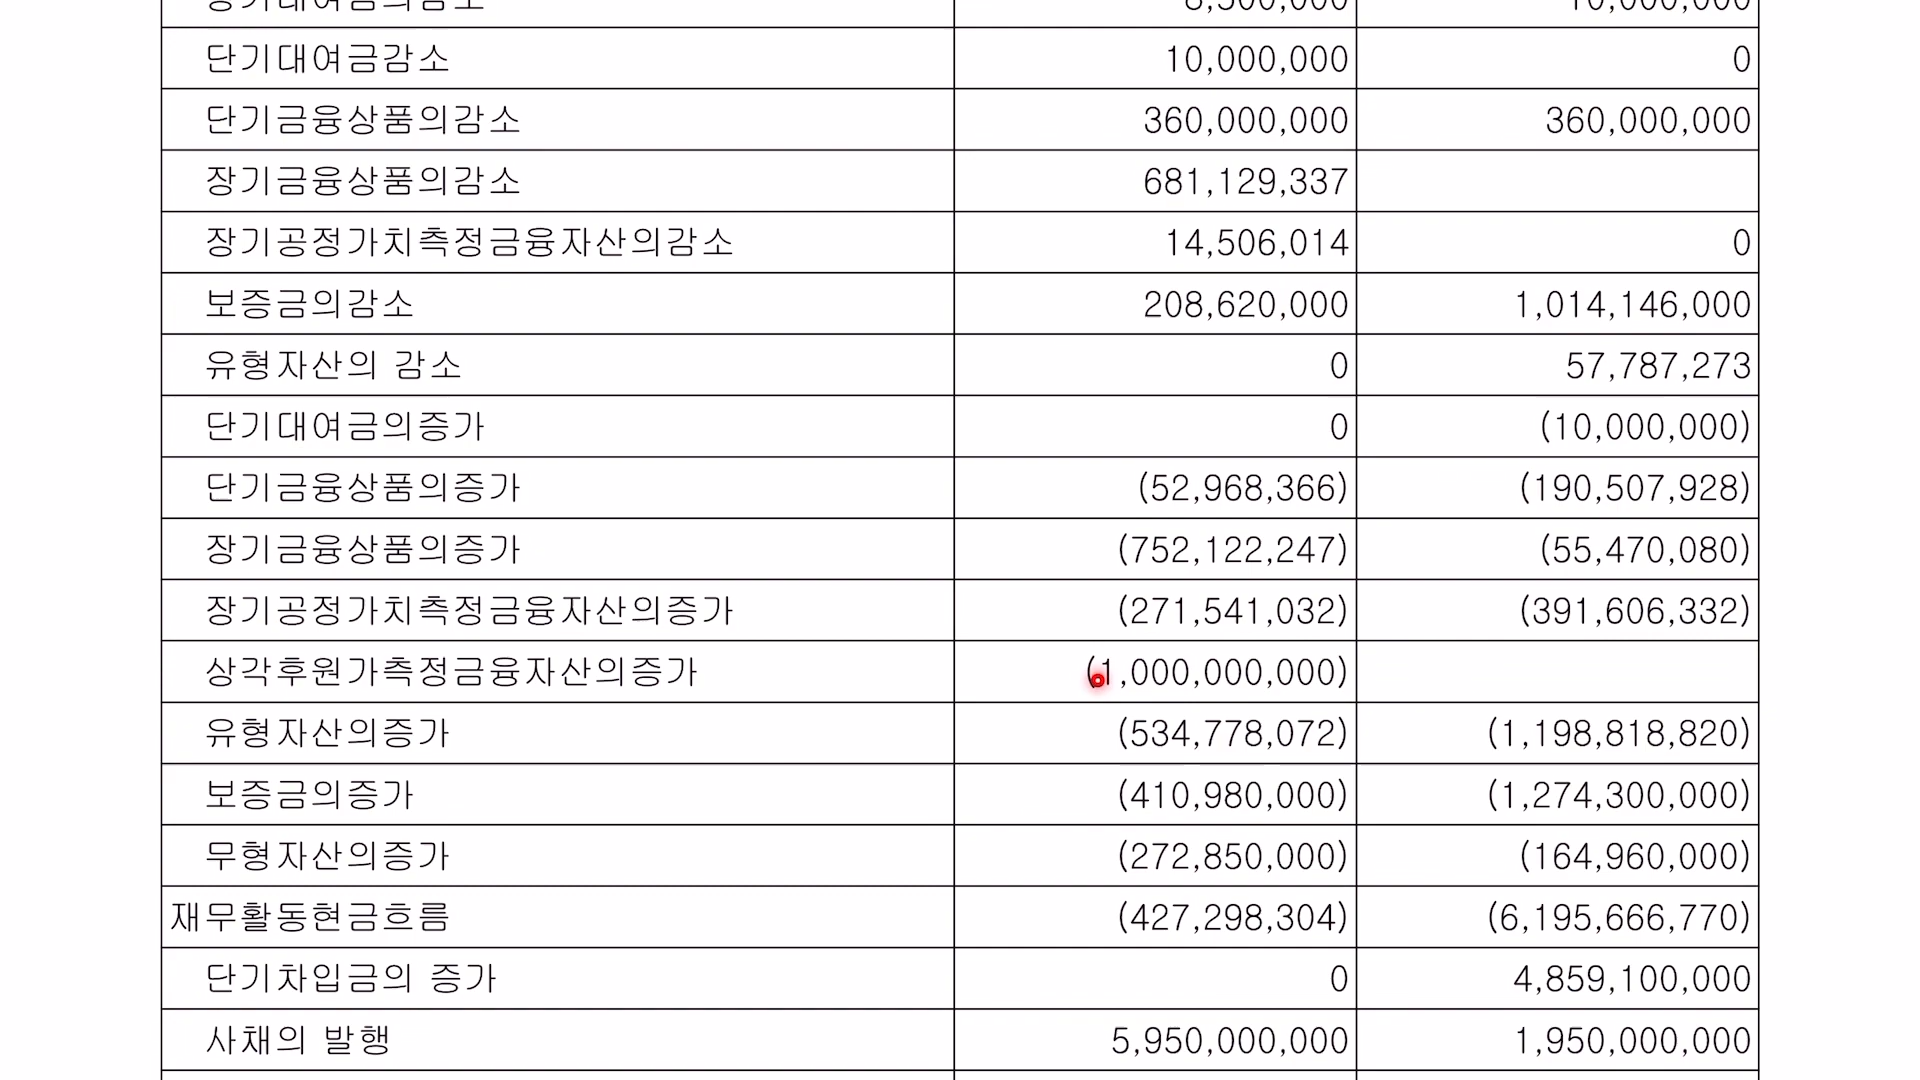 단기대여금감소 10,000,000 0
단기금융상품의감소 360,000,000 360,000,000
장기금융상품의감소 681,129,337
장기공정가치측정금융자산의감소 14,506,014 0
보증금의감소 208,620,000 1,014,146,000
유형자산의 감소 0 57,787,273
단기대여금의증가 0 (10,000,000)
단기금융상품의증가 (52,968,366) (190,507,928)
장기금융상품의증가 (752,122,247) (55,470,080)
장기공정가치측정금융자산의증가 (271,541,032) (391,606,332)
상각후원가측정금융자산의증가 (1,000,000,000)
유형자산의증가 (534,778,072) (1,198,818,820)
보증금의증가 (410,980,000) (1,274,300,000)
무형자산의증가 (272,850,000) (164,960,000)
재무활동현금흐름 (427,298,304) (6,195,666,770)
단기차입금의 증가 0 4,859,100,000
사채의 발행 5,950,000,000 1,950,000,000